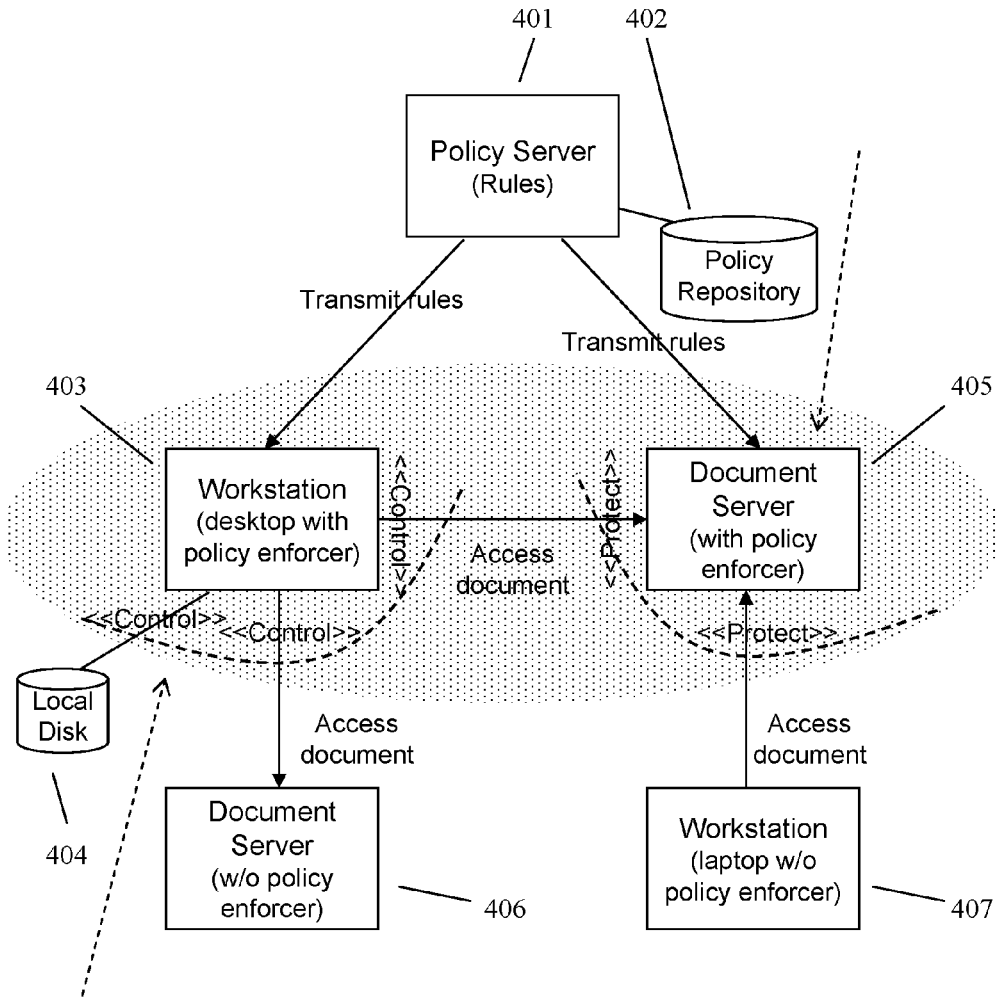 401
402
Policy Server
(Rules)
Policy
Repository
Transmit rules
Transmit rules
403
405
Workstation
(desktop with
policy enforcer)
<<Control>>
<<Protect>>
Document
Server
(with policy
enforcer)
Access
document
<<Control>>
<<Control>>
<<Protect>>
Local
Disk
Access
document
Access
document
404
Document
Server
(w/o policy
enforcer)
Workstation
(laptop w/o
policy enforcer)
406
407